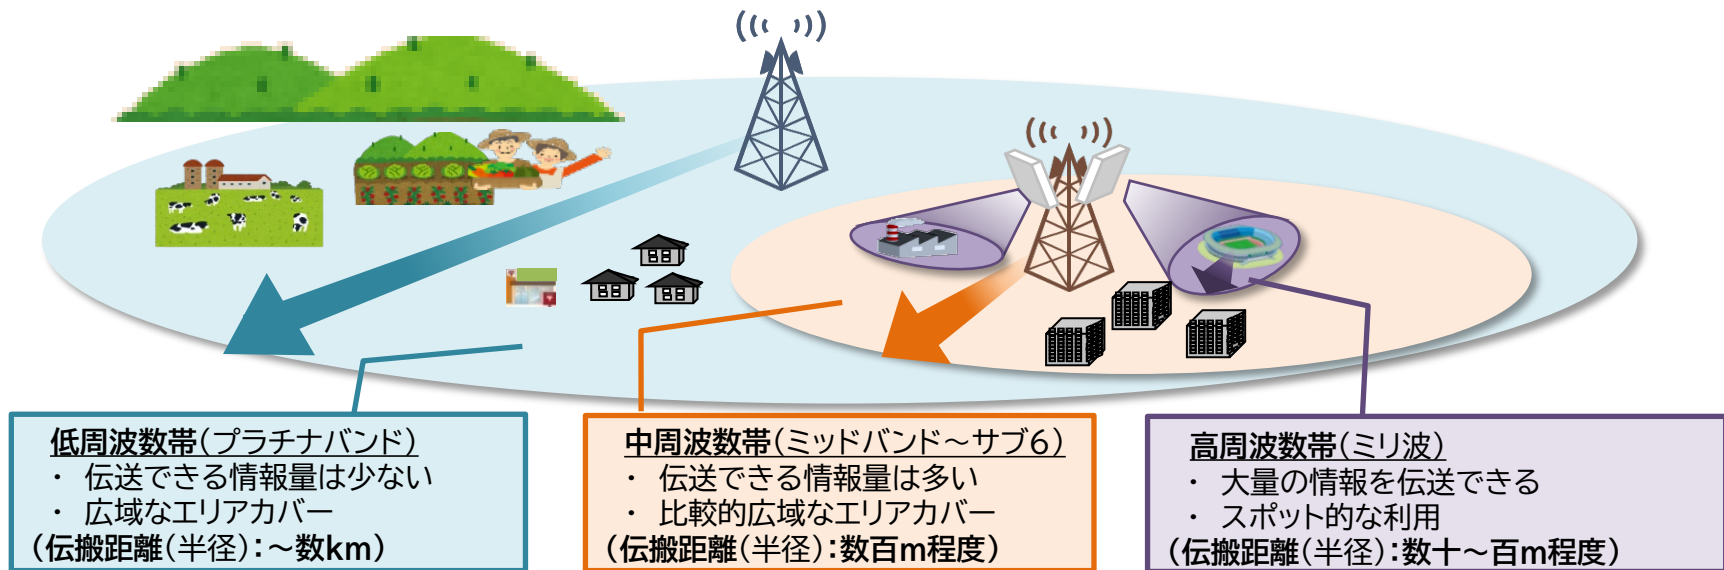 低周波数帯(プラチナバンド)
・ 伝送できる情報量は少ない
・ 広域なエリアカバー
(伝搬距離(半径):～数km)
中周波数帯(ミッドバンド～サブ6)
・ 伝送できる情報量は多い
・ 比較的広域なエリアカバー
(伝搬距離(半径):数百m程度)
高周波数帯(ミリ波)
・ 大量の情報を伝送できる
・ スポット的な利用
(伝搬距離(半径):数十～百m程度)